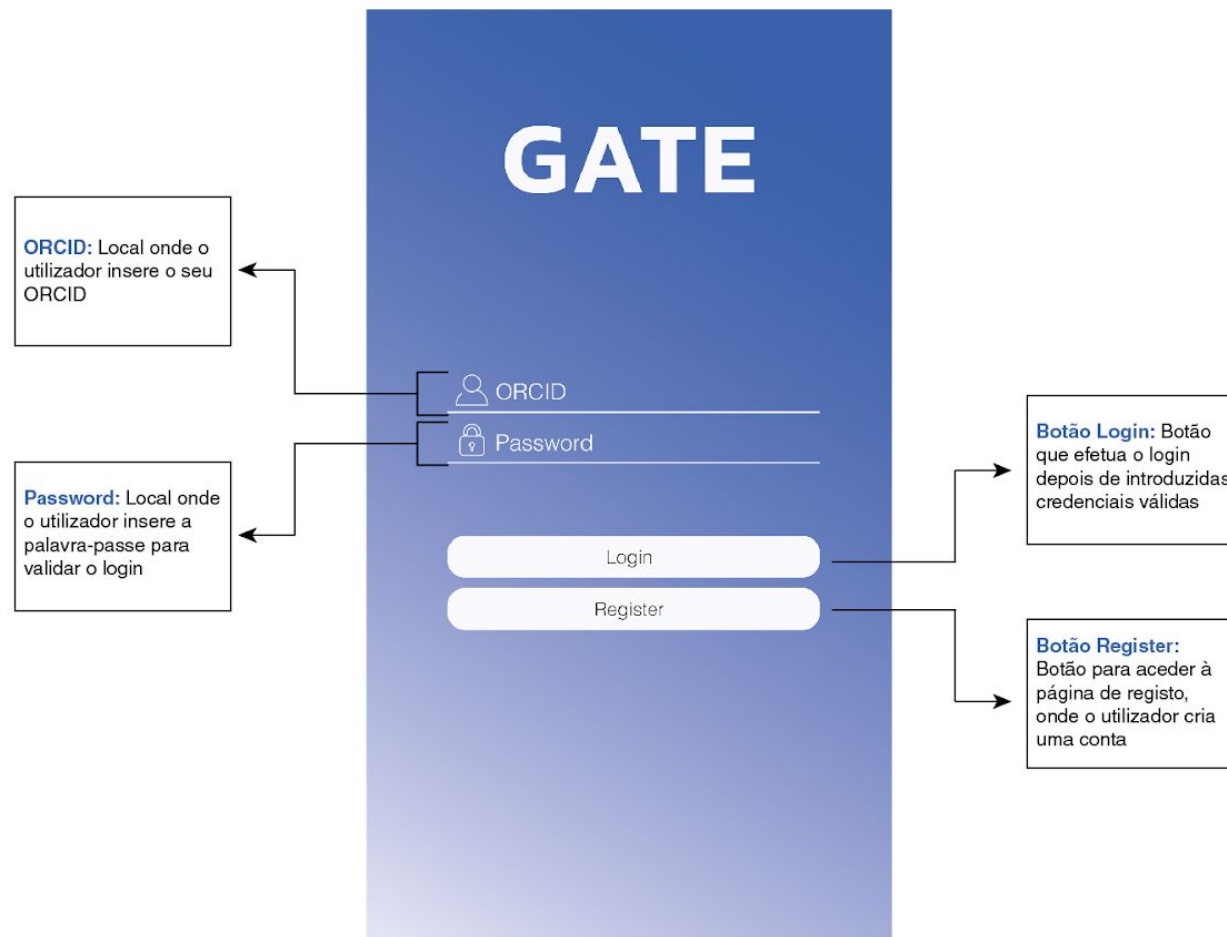 GATE
ORCID: Local onde o
utilizador insere o seu
ORCID
ORCID
Password
Password: Local onde
o utilizador insere a
palavra-passe para
validar o login
Botão Login: Botão
que efetua o login
depois de introduzidas
credenciais válidas
Login
Register
Botão Register:
Botão para aceder à
página de registo,
onde o utilizador cria
uma conta